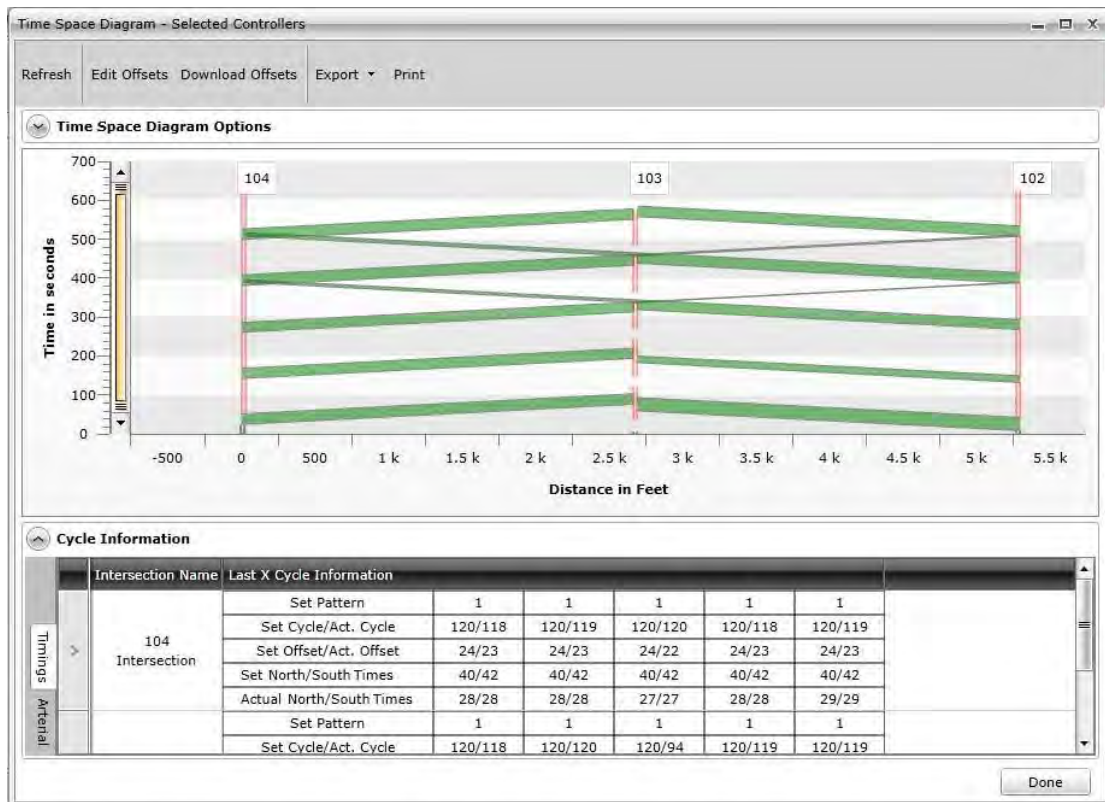 Time Space Diagram - Selected Controllers
Refresh Edit Offsets Download Offsets Export Print
Time Space Diagram Options
700
600
500
400
300
200
100
0
Time in seconds
104 103 102
-500 0 500 1 k 1.5 k 2 k 2.5 k 3 k 3.5 k 4 k 4.5 k 5 k 5.5 k
Distance in Feet
Cycle Information
Timings
Arterial
Intersection Name Last X Cycle Information
104
Intersection
Set Pattern 1 1 1 1 1
Set Cycle/Act. Cycle 120/118 120/119 120/120 120/118 120/119
Set Offset/Act. Offset 24/23 24/23 24/22 24/23 24/23
Set North/South Times 40/42 40/42 40/42 40/42 40/42
Actual North/South Times 28/28 28/28 27/27 28/28 29/29
Set Pattern 1 1 1 1 1
Set Cycle/Act. Cycle 120/118 120/120 120/94 120/119 120/119
Done